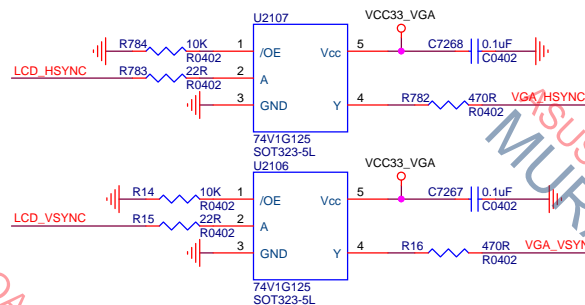 U2107
VCC33_VGA
R784 10K 1 /OE Vcc 5 C7268 0.1uF
R0402 C0402
LCD_HSYNC R783 22R 2 A
R0402
3 GND Y 4 R782 470R VGA_HSYNC
R0402
74V1G125
SOT323-5L
ASUS
U2106
VCC33_VGA
R14 10K 1 /OE Vcc 5 C7267 0.1uF
R0402 C0402
LCD_VSYNC R15 22R 2 A
R0402
3 GND Y 4 R16 470R
R0402
74V1G125
SOT323-5L